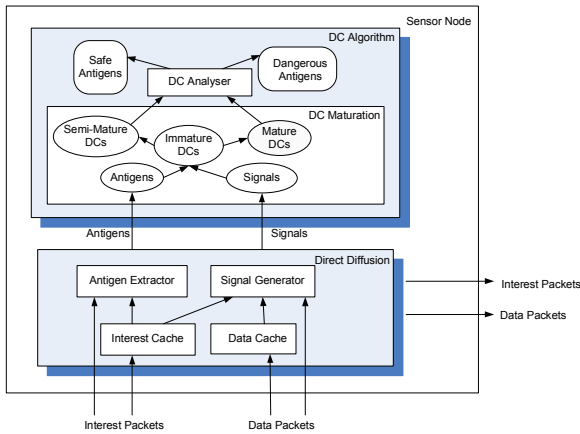 Sensor Node
DC Algorithm
Safe
Antigens
Dangerous
Antigens
DC Analyser
DC Maturation
Semi-Mature
DCs
Immature
DCs
Mature
DCs
Antigens
Signals
Antigens
Signals
Direct Diffusion
Antigen Extractor
Signal Generator
Interest Packets
Data Packets
Interest Cache
Data Cache
Interest Packets
Data Packets